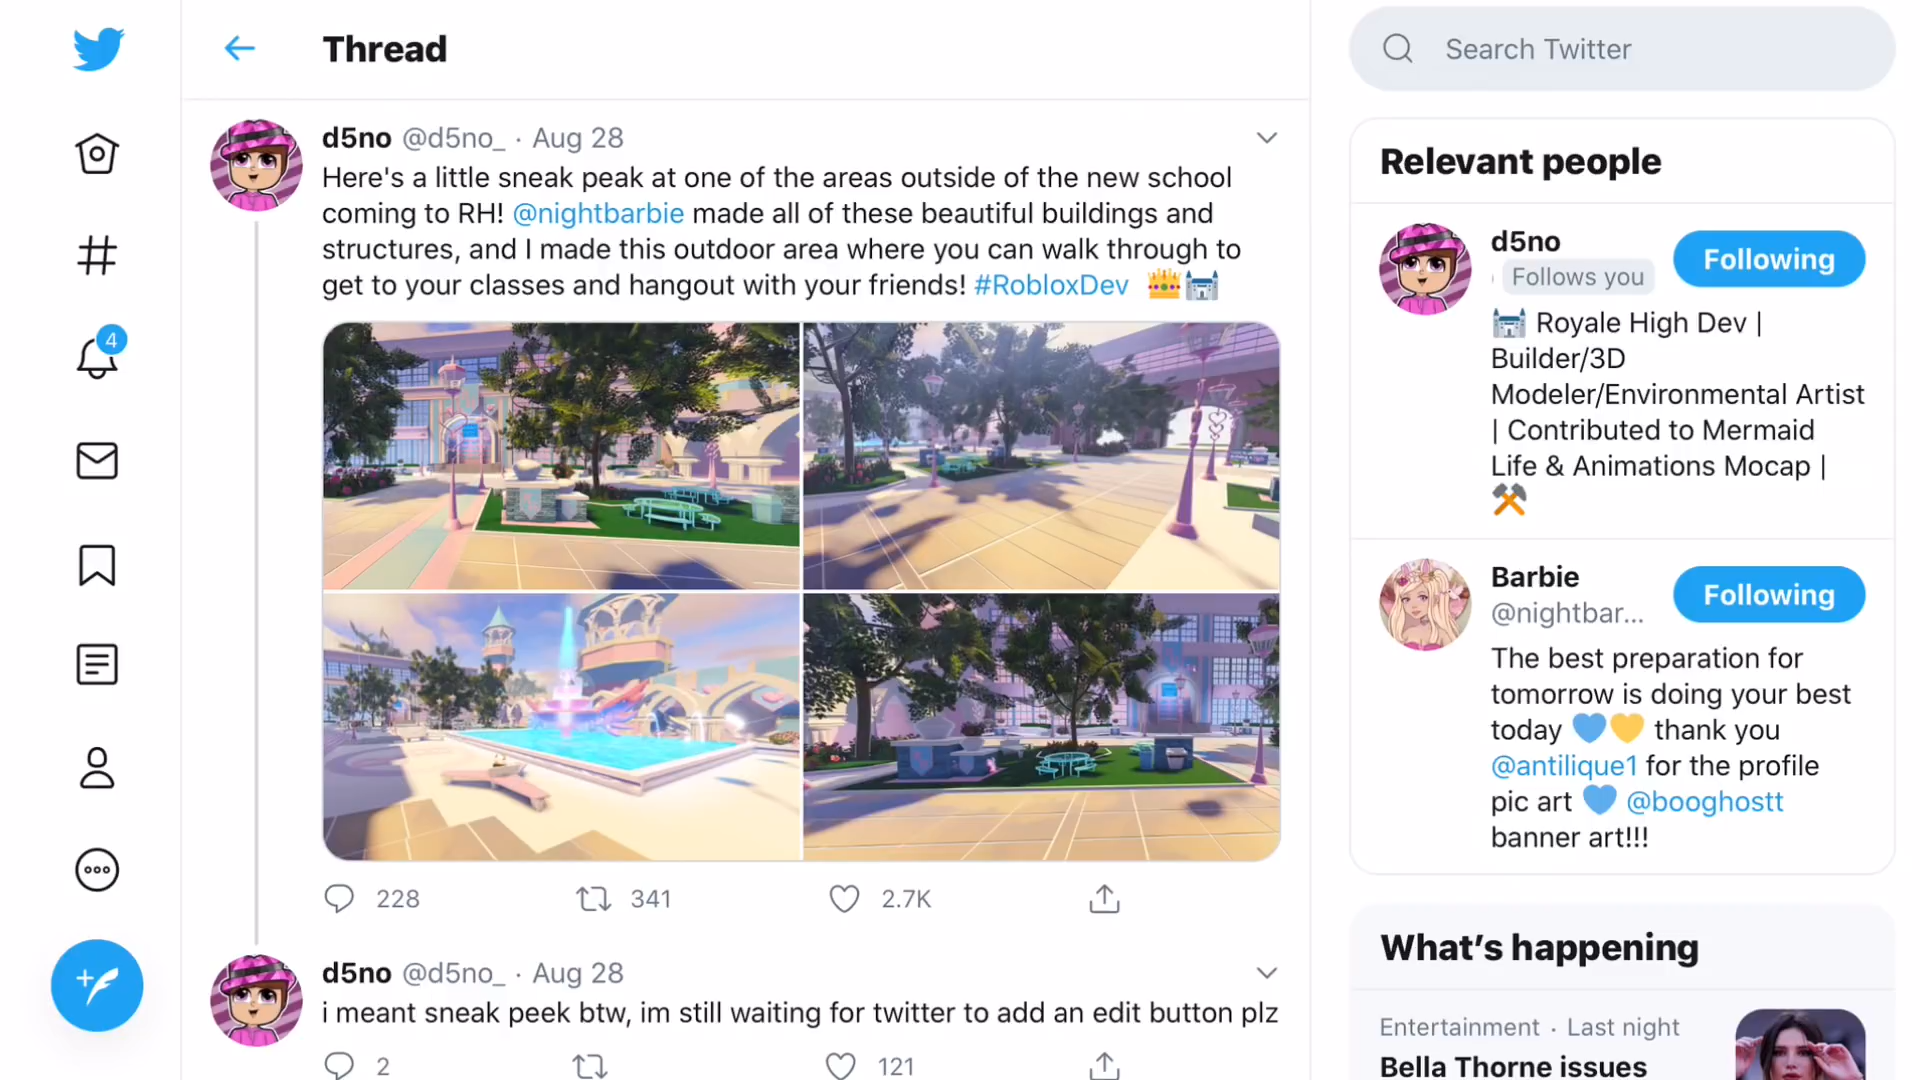 Thread
d5no @d5no_ · Aug 28
Here's a little sneak peak at one of the areas outside of the new school
coming to RH! @nightbarbie made all of these beautiful buildings and
structures, and I made this outdoor area where you can walk through to
get to your classes and hangout with your friends! #RobloxDev 👑🏰
228 341 2.7K
d5no @d5no_ · Aug 28
i meant sneak peek btw, im still waiting for twitter to add an edit button plz
2 121
4
Search Twitter
Relevant people
d5no
Follows you
Following
🏰 Royale High Dev |
Builder/3D
Modeler/Environmental Artist
| Contributed to Mermaid
Life & Animations Mocap |
⚒
Barbie
@nightbar...
Following
The best preparation for
tomorrow is doing your best
today 💙💛 thank you
@antilique1 for the profile
pic art 💙 @booghostt
banner art!!!
What's happening
Entertainment · Last night
Bella Thorne issues